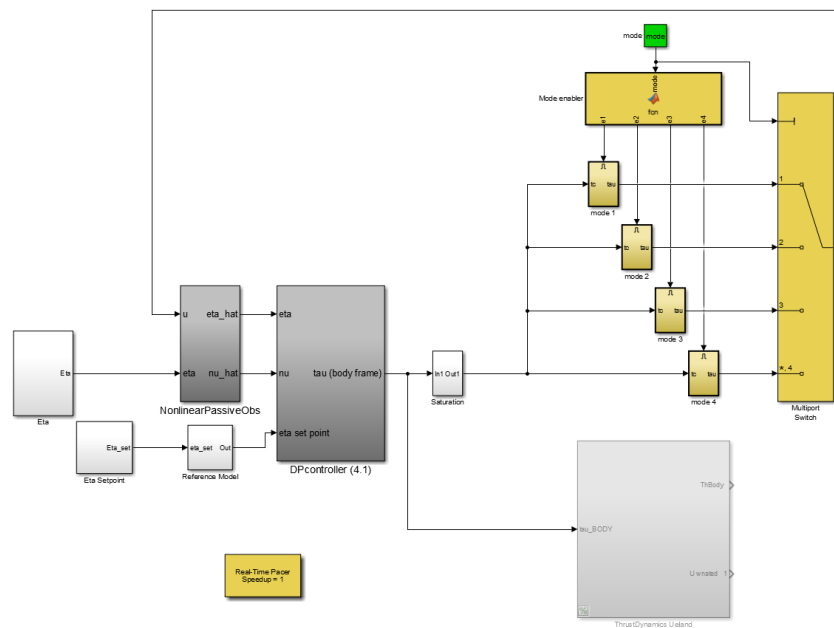 mode
mode
mode
Mode enabler
fcn
e1
e2
e3
e4
tc
tau
mode 1
1
tc
tau
mode 2
2
tc
tau
mode 3
3
tc
tau
mode 4
*, 4
Multiport
Switch
u
eta_hat
eta
nu_hat
NonlinearPassiveObs
eta
nu
tau (body frame)
eta set point
DPcontroller (4.1)
In1 Out1
Saturation
Eta
Eta
Eta_set
Eta Setpoint
eta_set
Out
Reference Model
ThBody
tau_BODY
Uwnated 1
ThrustDynamics Ueland
Real-Time Pacer
Speedup = 1